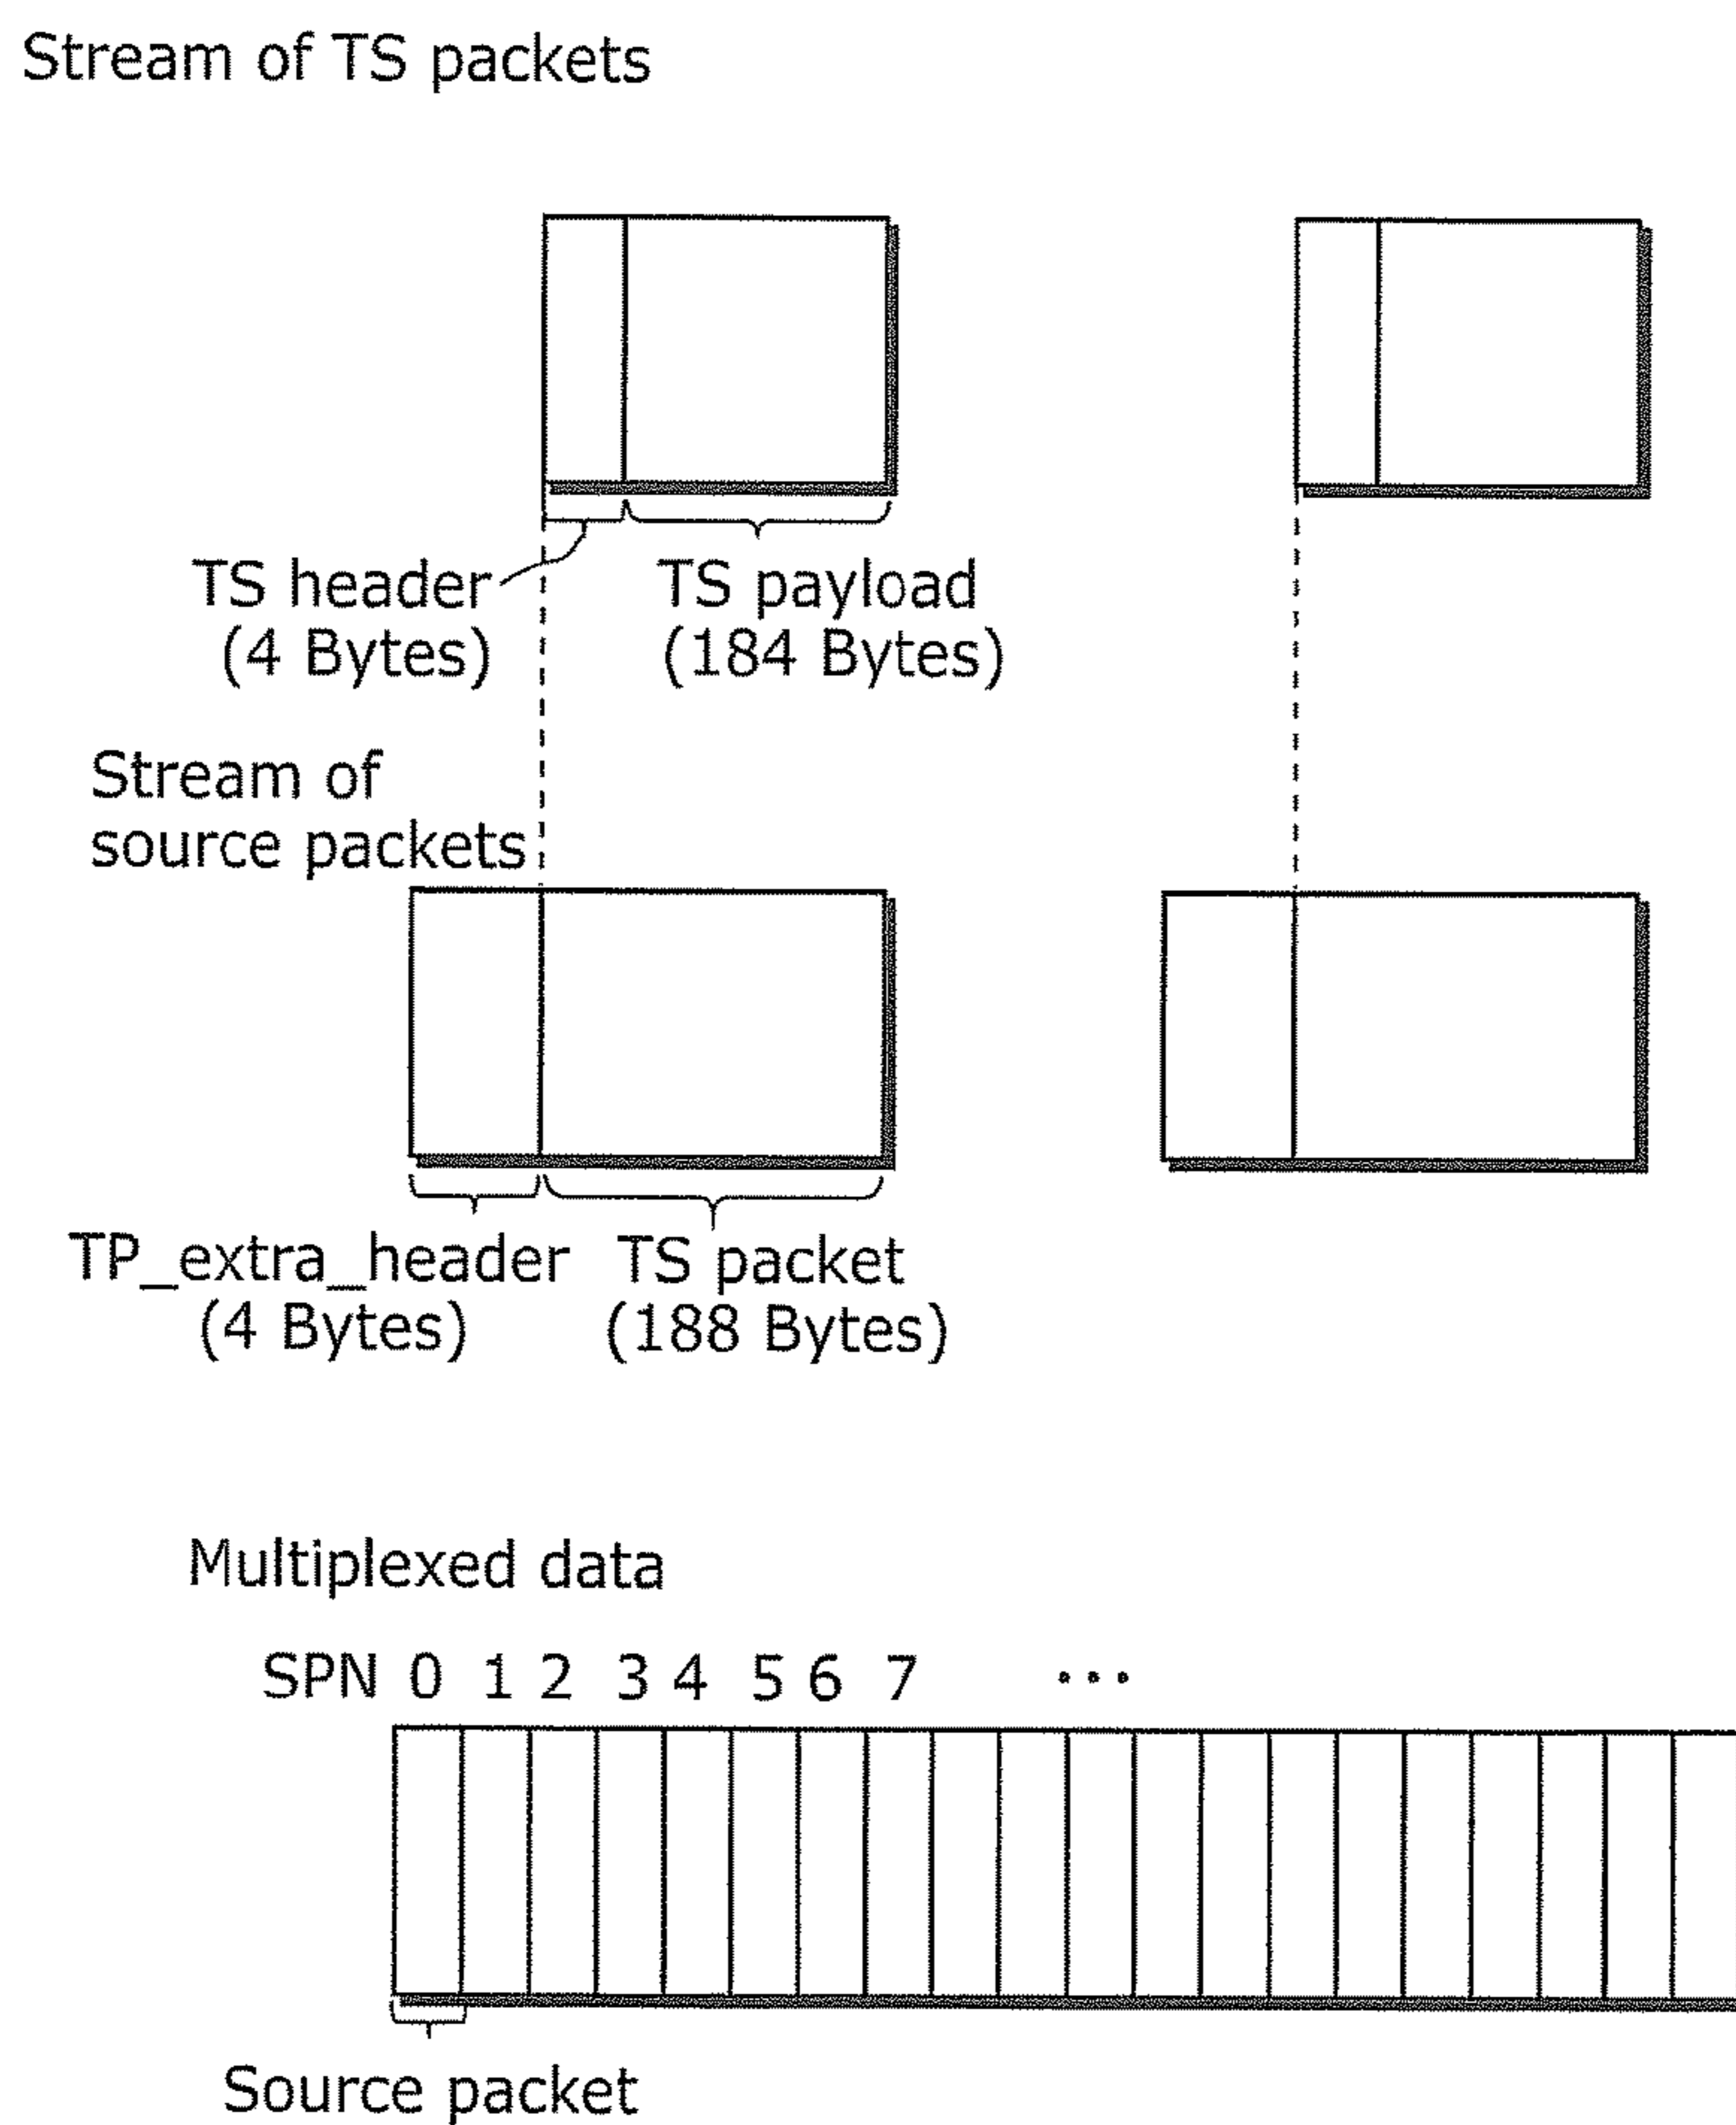 Stream of TS packets
TS header
(4 Bytes)
TS payload
(184 Bytes)
Stream of
source packets
TP_extra_header
(4 Bytes)
TS packet
(188 Bytes)
Multiplexed data
SPN 0 1 2 3 4 5 6 7 ...
Source packet